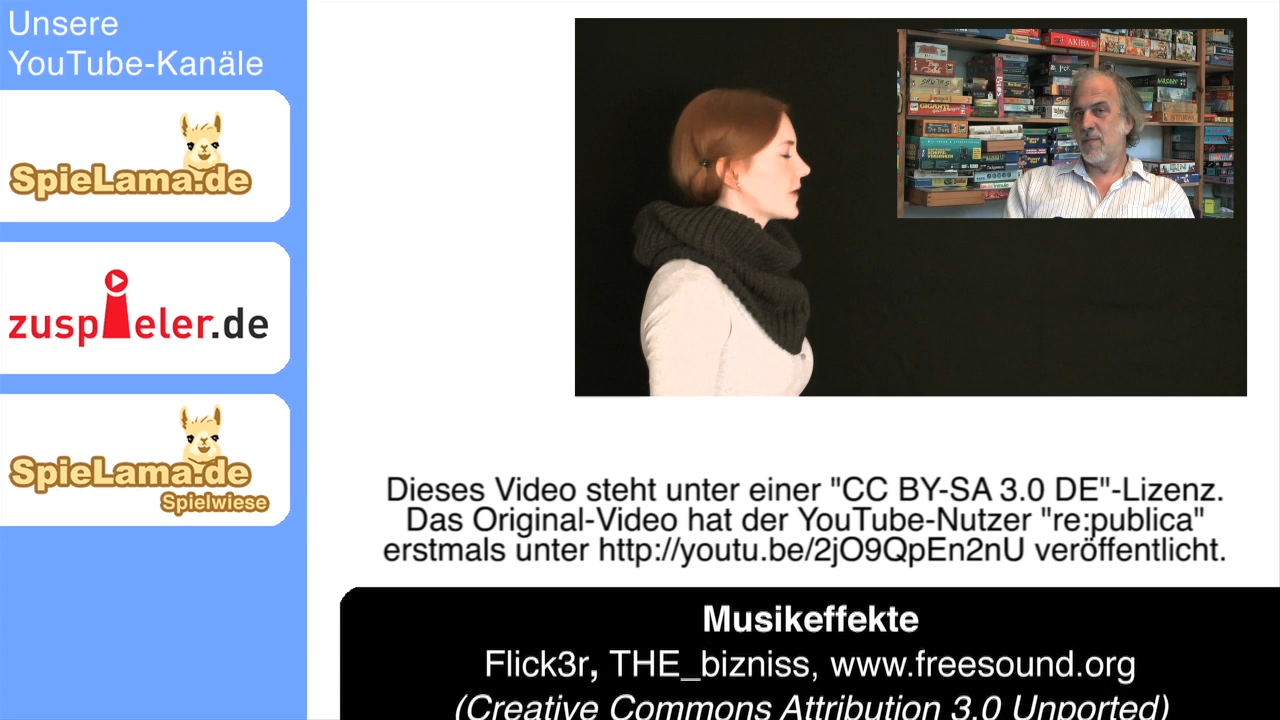 Unsere
YouTube-Kanäle
SpieLama.de
zuspieler.de
SpieLama.de
Spielwiese
AKIBA
GIGANTEN
Dieses Video steht unter einer "CC BY-SA 3.0 DE"-Lizenz.
Das Original-Video hat der YouTube-Nutzer "re:publica"
erstmals unter http://youtu.be/2jO9QpEn2nU veröffentlicht.
Musikeffekte
Flick3r, THE_bizniss, www.freesound.org
(Creative Commons Attribution 3.0 Unported)